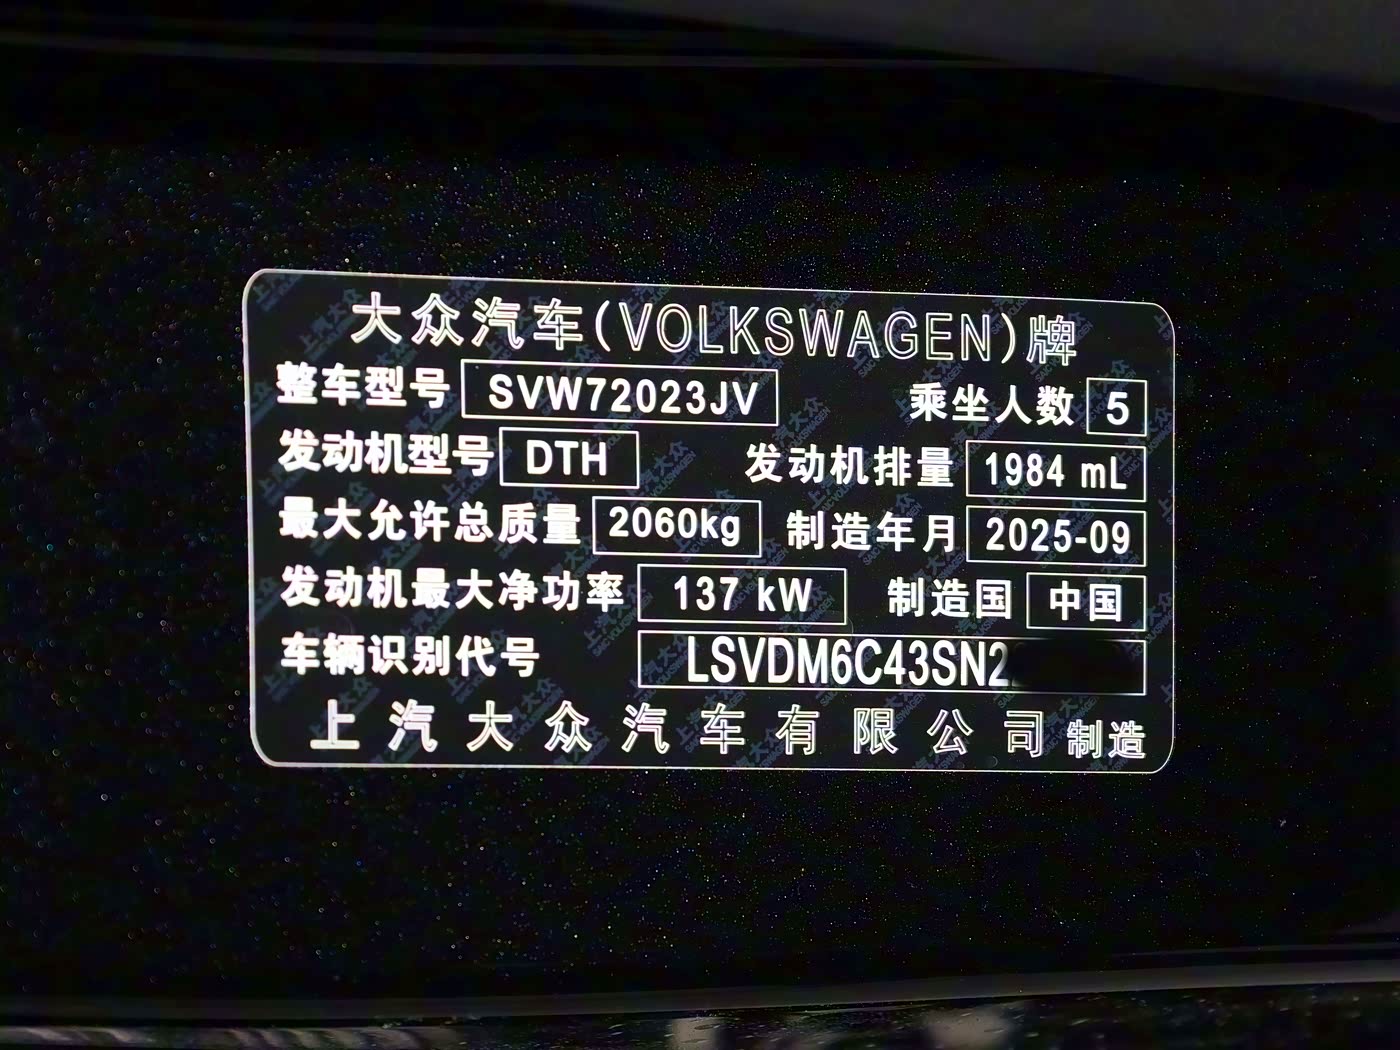 大众汽车(VOLKSWAGEN)牌
整车型号 SVW72023JV 乘坐人数 5
发动机型号 DTH 发动机排量 1984 mL
最大允许总质量 2060kg 制造年月 2025-09
发动机最大净功率 137 kW 制造国 中国
车辆识别代号 LSVDM6C43SN2
上汽大众汽车有限公司 制造